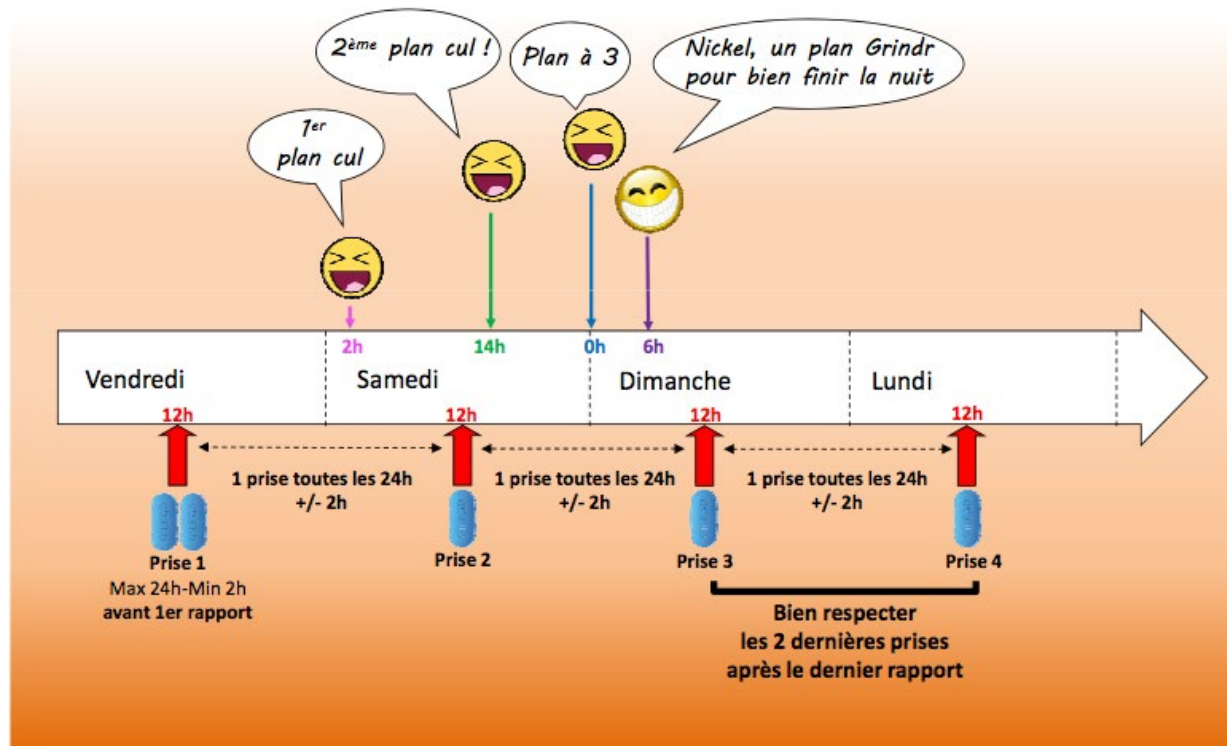 1er
plan cul
2ème plan cul !
Plan à 3
Nickel, un plan Grindr
pour bien finir la nuit
2h
14h
0h
6h
Vendredi
Samedi
Dimanche
Lundi
12h
12h
12h
12h
1 prise toutes les 24h
+/- 2h
1 prise toutes les 24h
+/- 2h
1 prise toutes les 24h
+/- 2h
Prise 1
Max 24h-Min 2h
avant 1er rapport
Prise 2
Prise 3
Prise 4
Bien respecter
les 2 dernières prises
après le dernier rapport